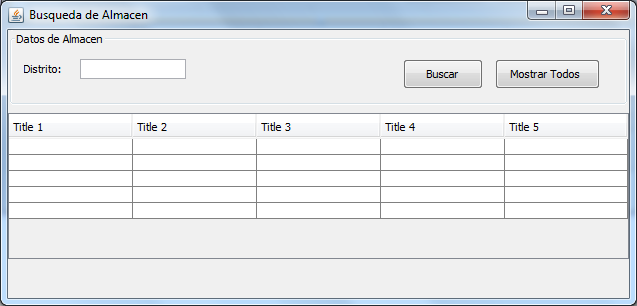 Busqueda de Almacen
Datos de Almacen
Distrito: Buscar Mostrar Todos
Title 1 Title 2 Title 3 Title 4 Title 5